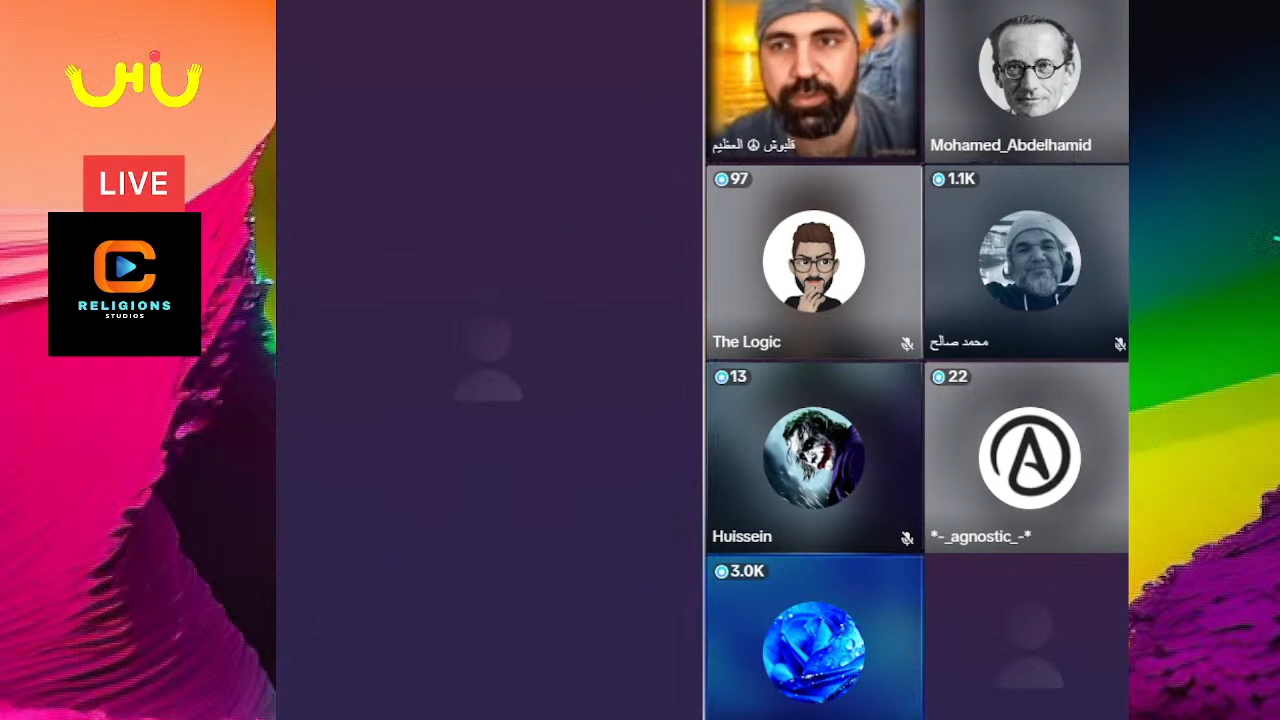 UHIU
LIVE
RELIGIONS
STUDIOS
قلبوش ☮ العظيم
Mohamed_Abdelhamid
97
1.1K
The Logic
محمد صالح
13
22
Huissein
*-_agnostic_-*
3.0K